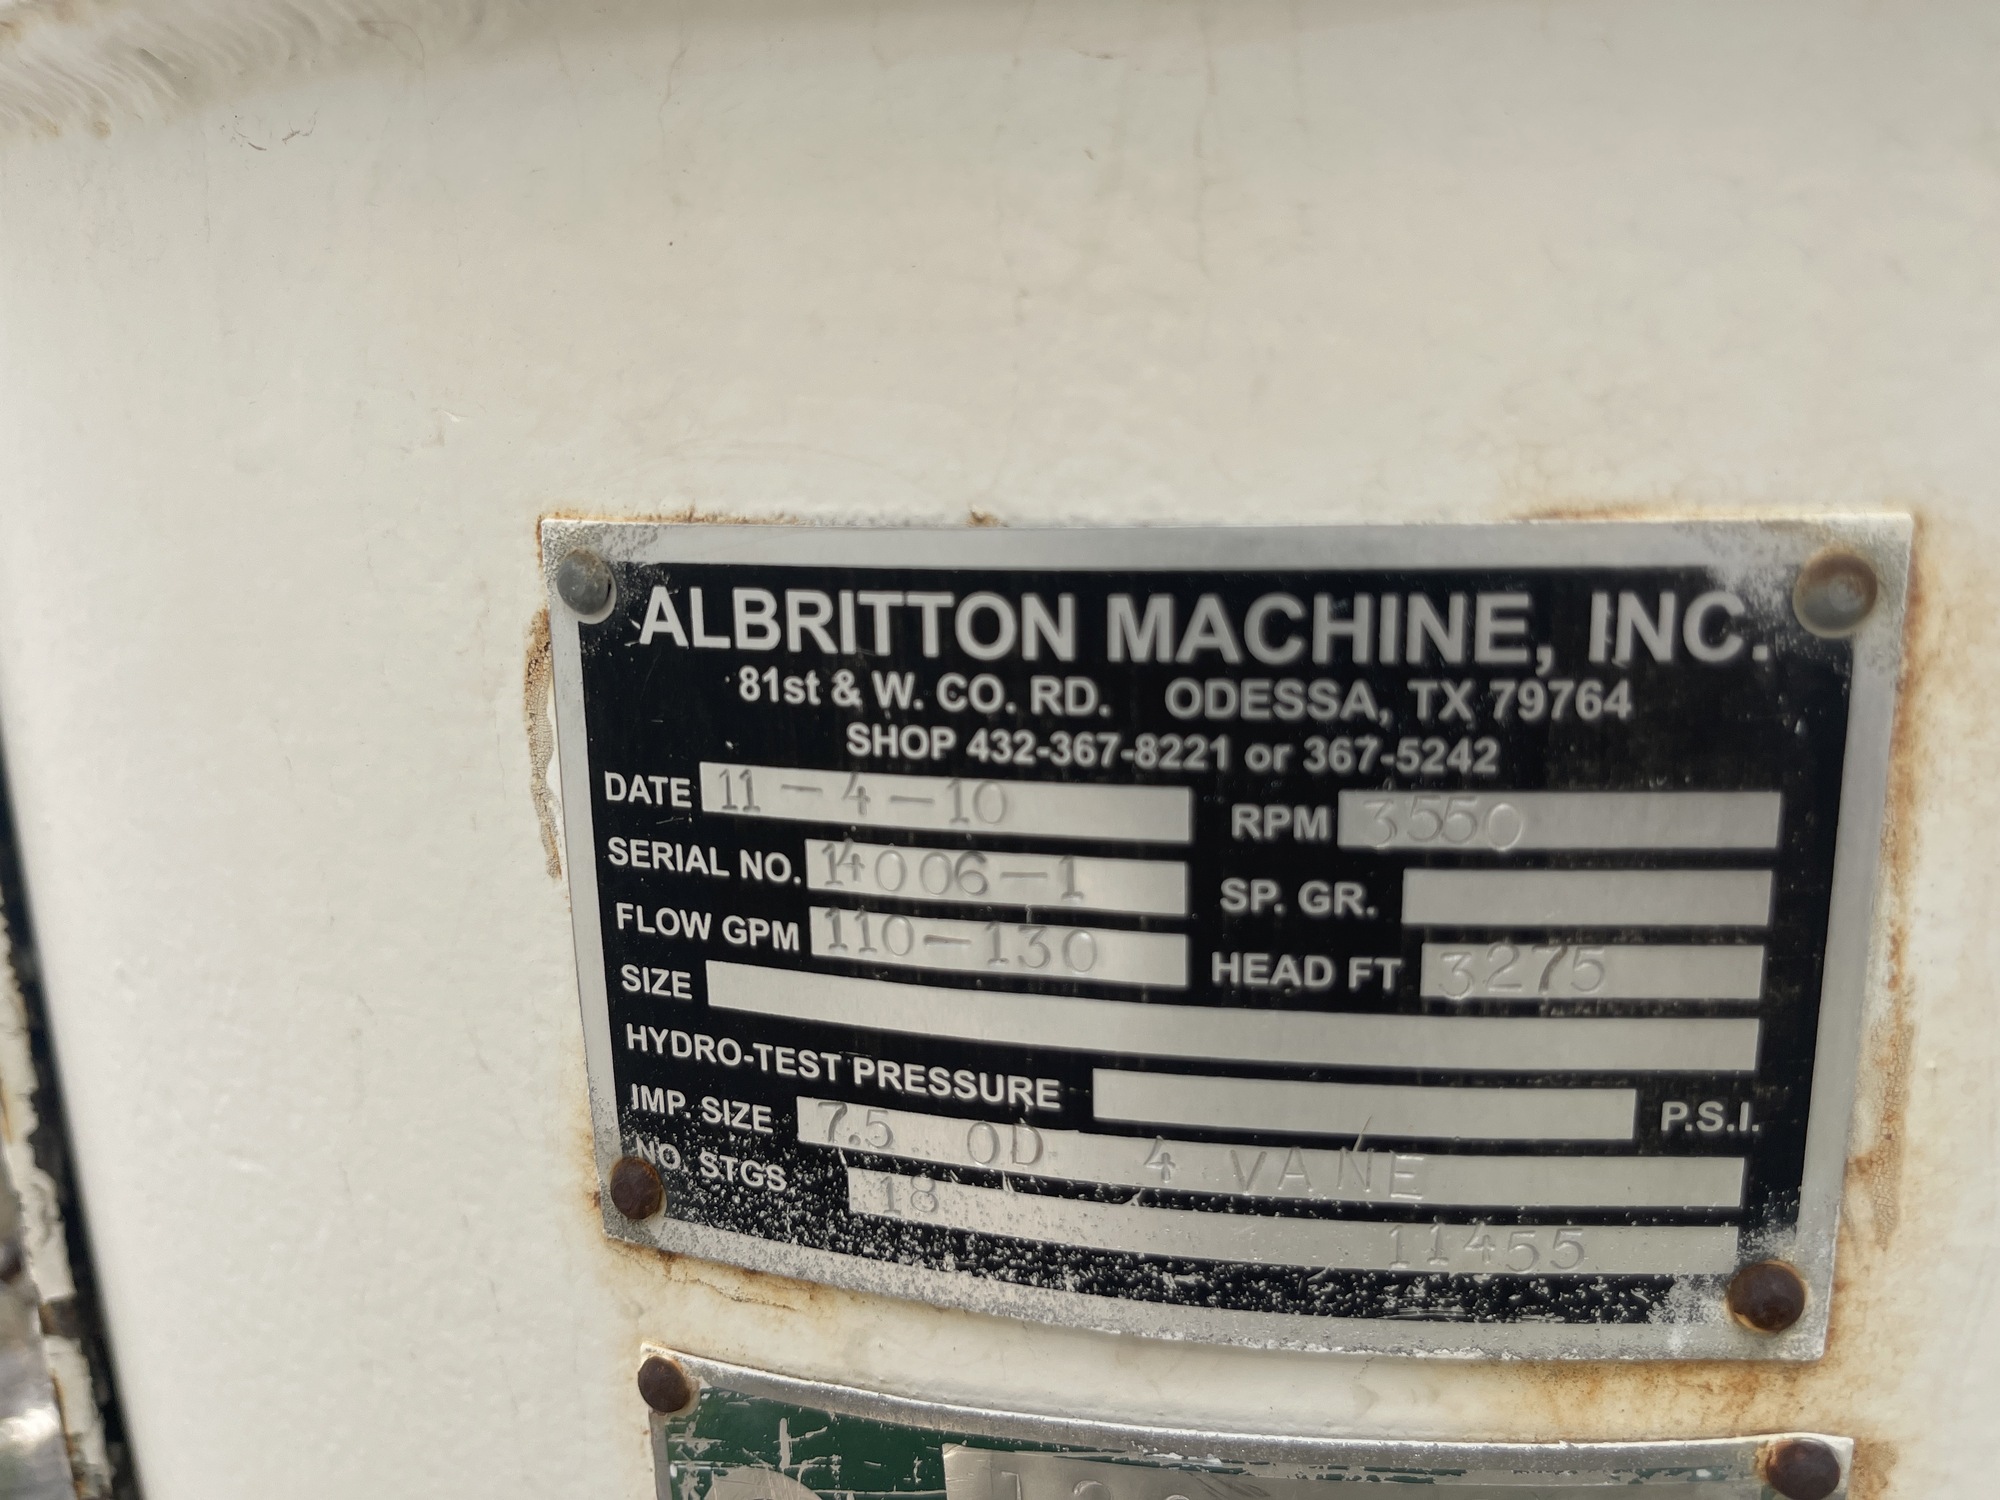 ALBRITTON MACHINE, INC.
81st & W. CO. RD. ODESSA, TX 79764
SHOP 432-367-8221 or 367-5242
DATE 11-4-10 RPM 3550
SERIAL NO. 14006-1 SP. GR.
FLOW GPM 110-130 HEAD FT 3275
SIZE
HYDRO-TEST PRESSURE P.S.I.
IMP. SIZE 7.5 OD 4 VANE
NO. STGS 18 11455